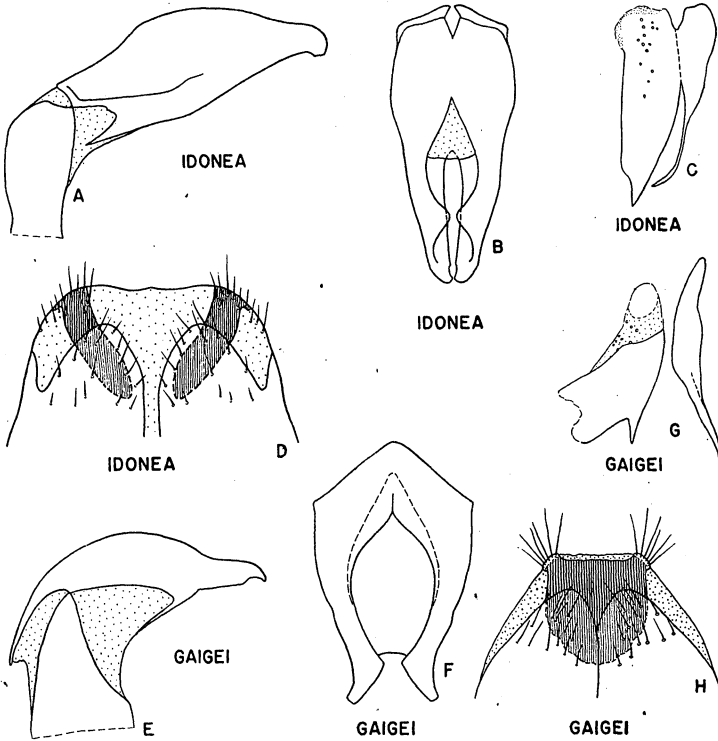 IDONEA
A
B
IDONEA
C
IDONEA
D
IDONEA
G
GAIGEI
E
GAIGEI
F
GAIGEI
H
GAIGEI